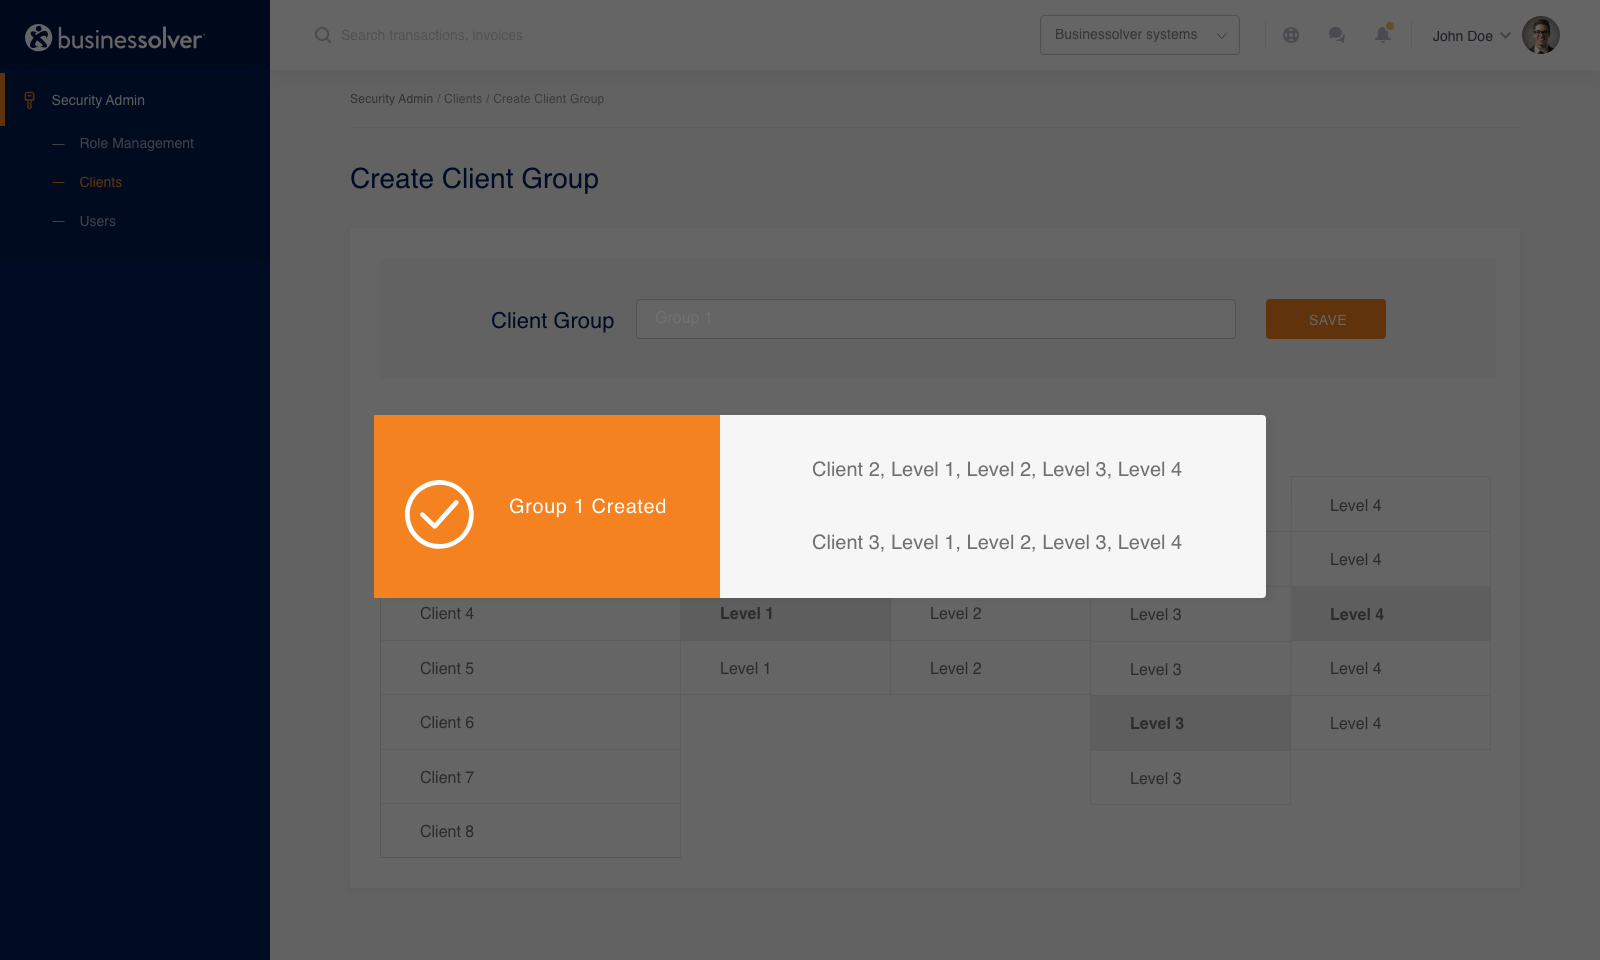 businessolver
Search transactions, invoices
Businessolver systems
John Doe
Security Admin
Role Management
Clients
Users
Security Admin / Clients / Create Client Group
Create Client Group
Client Group
Group 1
SAVE
Group 1 Created
Client 2, Level 1, Level 2, Level 3, Level 4
Client 3, Level 1, Level 2, Level 3, Level 4
Level 4
Level 4
Client 4 Level 1 Level 2 Level 3 Level 4
Client 5 Level 1 Level 2 Level 3 Level 4
Client 6 Level 3 Level 4
Client 7 Level 3
Client 8